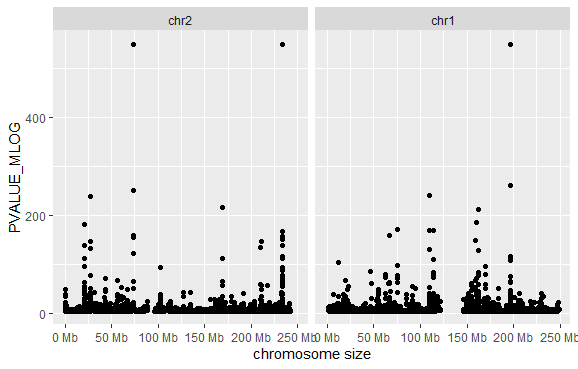 chr2 chr1
PVALUE_MLOG
400
200
0
0 Mb 50 Mb 100 Mb 150 Mb 200 Mb 250 Mb 0 Mb 50 Mb 100 Mb 150 Mb 200 Mb 250 Mb
chromosome size